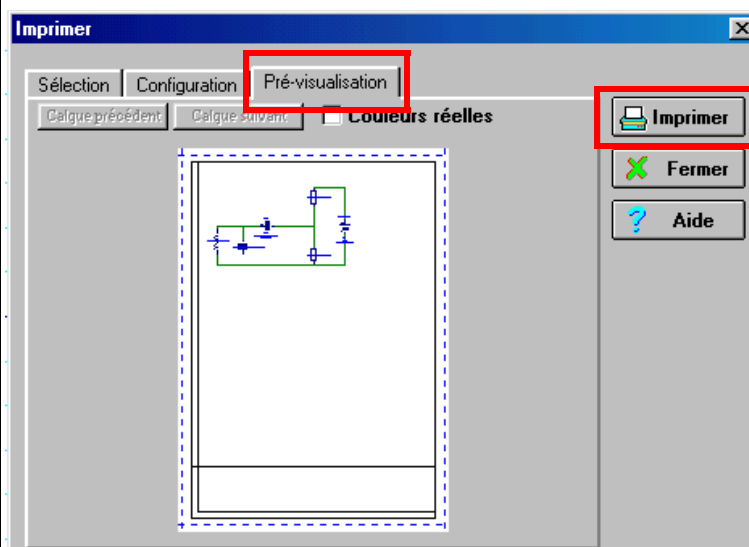 Imprimer
Sélection Configuration Pré-visualisation
Calque précédent Calque suivant Couleurs réelles
Imprimer
Fermer
Aide